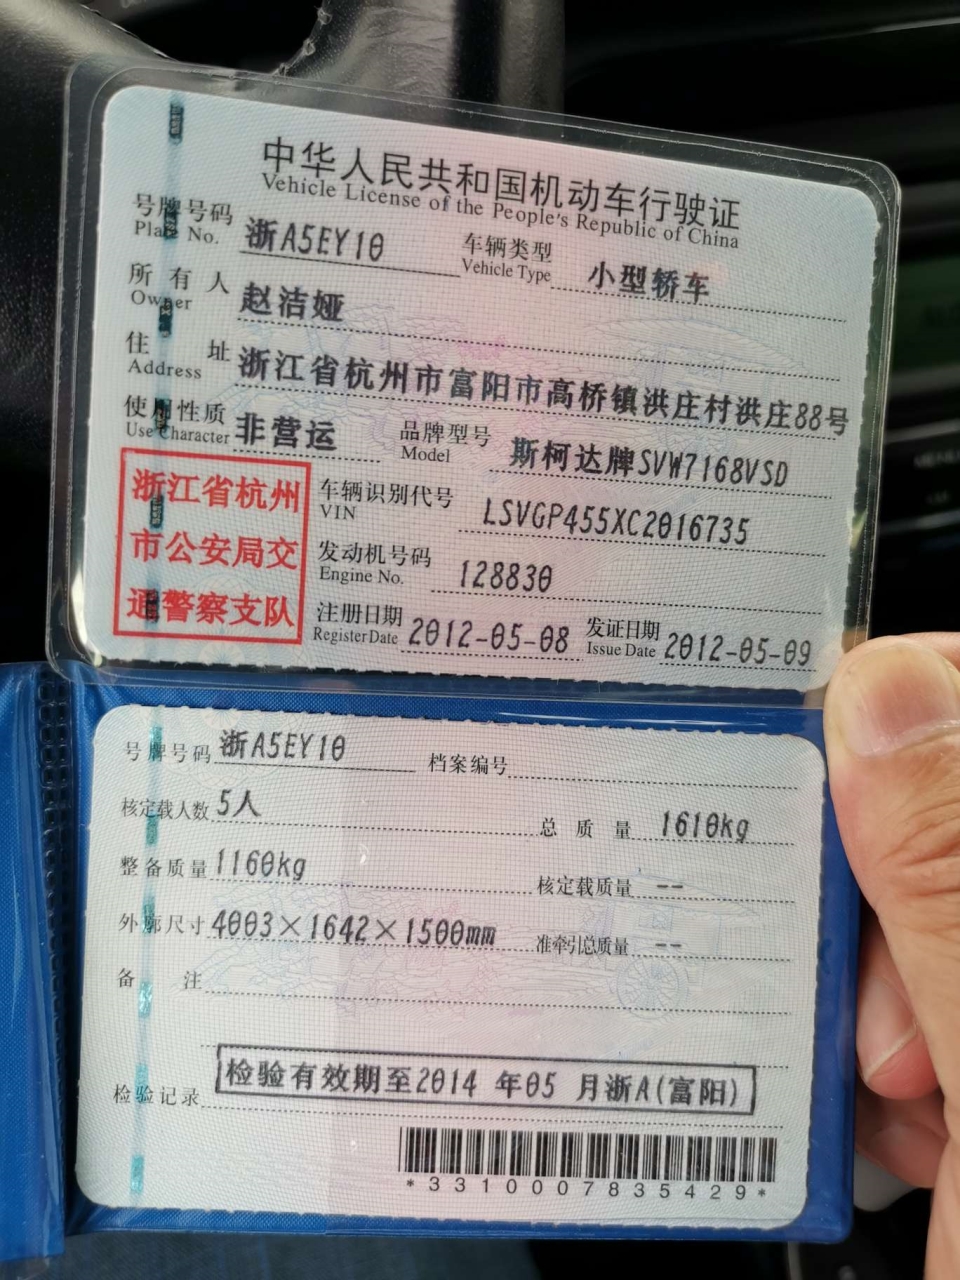 中华人民共和国机动车行驶证
Vehicle License of the People's Republic of China
号牌号码 浙A5EY10 车辆类型 小型轿车
Plate No. Vehicle Type
所有人 赵洁娅
Owner
住址 浙江省杭州市富阳市高桥镇洪庄村洪庄88号
Address
使用性质 非营运 品牌型号 斯柯达牌SVW7168VSD
Use Character Model
浙江省杭州
市公安局交
通警察支队
车辆识别代号 LSVGP455XC2016735
VIN
发动机号码 128830
Engine No.
注册日期 2012-05-08 发证日期 2012-05-09
Register Date Issue Date
号牌号码 浙A5EY10 档案编号
核定载人数 5人 总质量 1610kg
整备质量 1160kg 核定载质量 --
外廓尺寸 4003×1642×1500mm 准牵引总质量 --
备注
检验记录 检验有效期至2014 年05 月浙A(富阳)
*3310007835429*